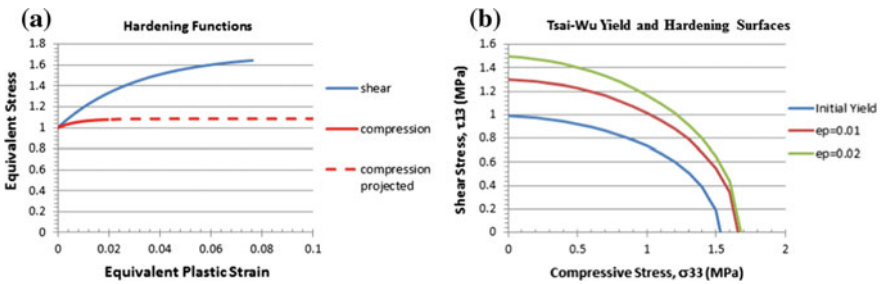 (a)
Hardening Functions
Equivalent Stress
1.8
1.6
1.4
1.2
1
0.8
0.6
0.4
0.2
0
0 0.02 0.04 0.06 0.08 0.1
Equivalent Plastic Strain
shear
compression
compression
projected
(b)
Tsai-Wu Yield and Hardening Surfaces
Shear Stress, τ13 (MPa)
1.6
1.4
1.2
1
0.8
0.6
0.4
0.2
0
0 0.5 1 1.5 2
Compressive Stress, σ33 (MPa)
Initial Yield
ep=0.01
ep=0.02